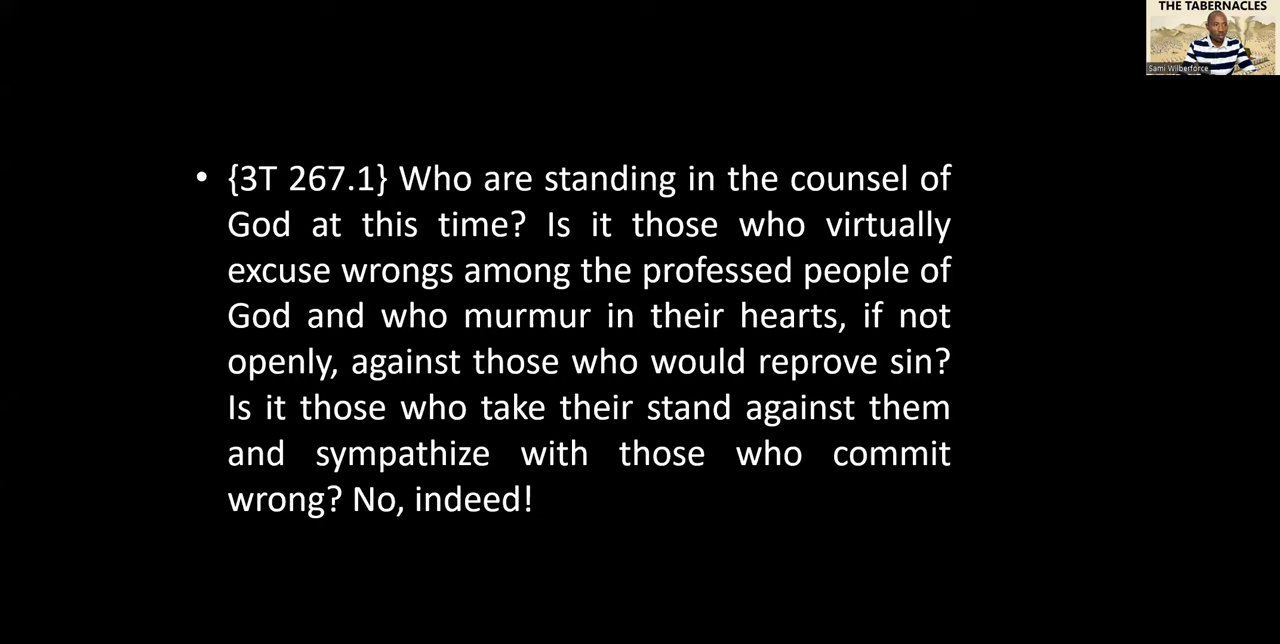 THE TABERNACLES
Sami Wilberforce
• {3T 267.1} Who are standing in the counsel of
God at this time? Is it those who virtually
excuse wrongs among the professed people of
God and who murmur in their hearts, if not
openly, against those who would reprove sin?
Is it those who take their stand against them
and sympathize with those who commit
wrong? No, indeed!